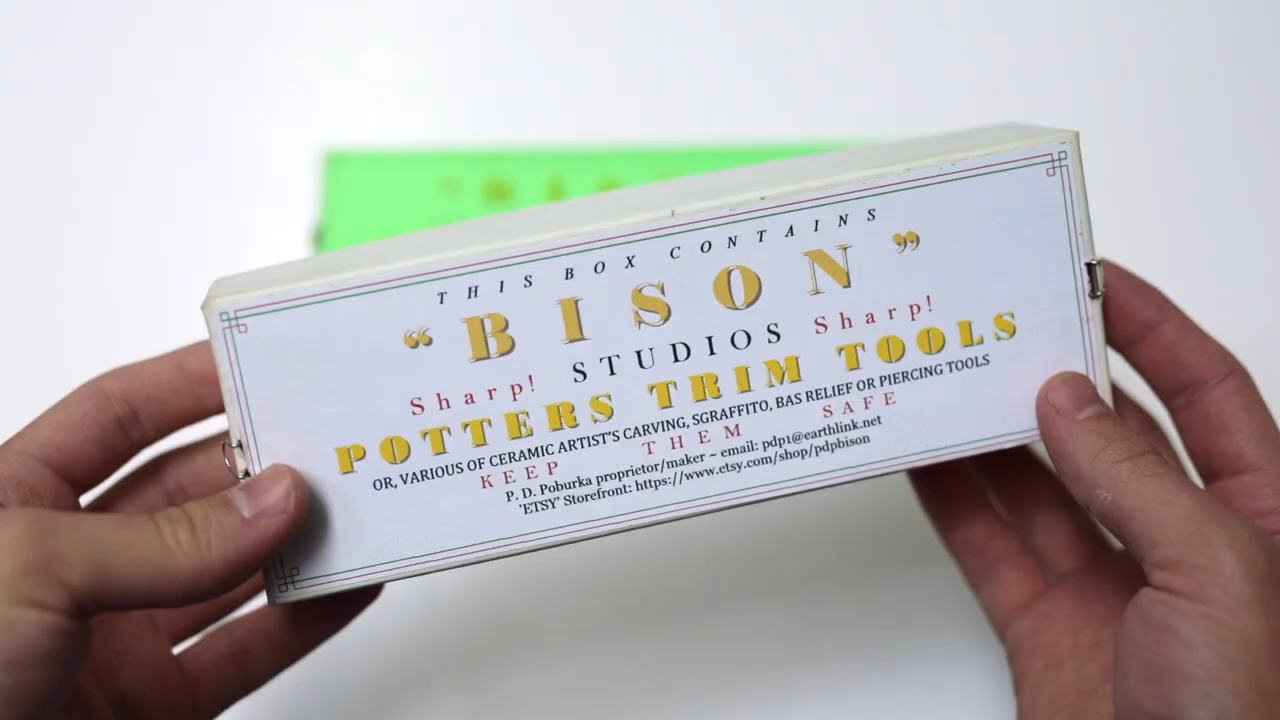 THIS BOX CONTAINS
“BISON”
Sharp! STUDIOS Sharp!
POTTERS TRIM TOOLS
OR, VARIOUS OF CERAMIC ARTIST'S CARVING, SGRAFFITO, BAS RELIEF OR PIERCING TOOLS
KEEP THEM SAFE
P. D. Poburka proprietor/maker ~ email: pdp1@earthlink.net
'ETSY' Storefront: https://www.etsy.com/shop/pdpbison